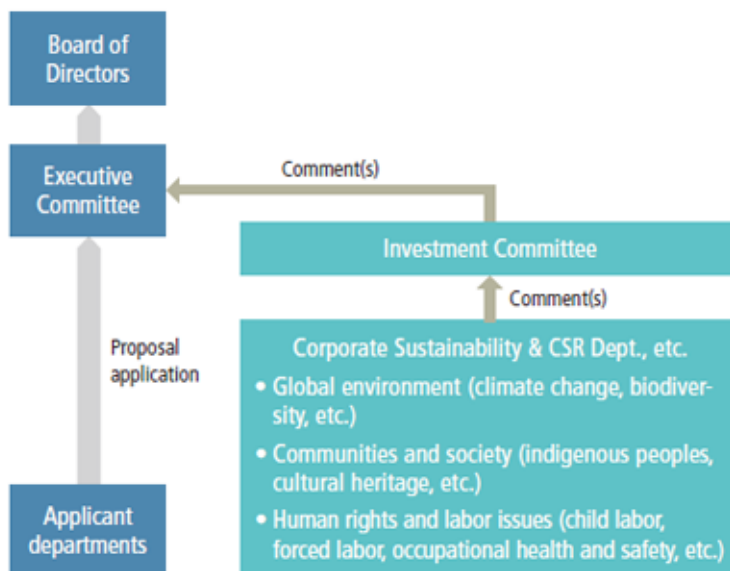 Board of
Directors
Executive
Committee
Comment(s)
Investment Committee
Comment(s)
Proposal
application
Corporate Sustainability & CSR Dept., etc.
• Global environment (climate change, biodiver-
sity, etc.)
• Communities and society (indigenous peoples,
cultural heritage, etc.)
• Human rights and labor issues (child labor,
forced labor, occupational health and safety, etc.)
Applicant
departments